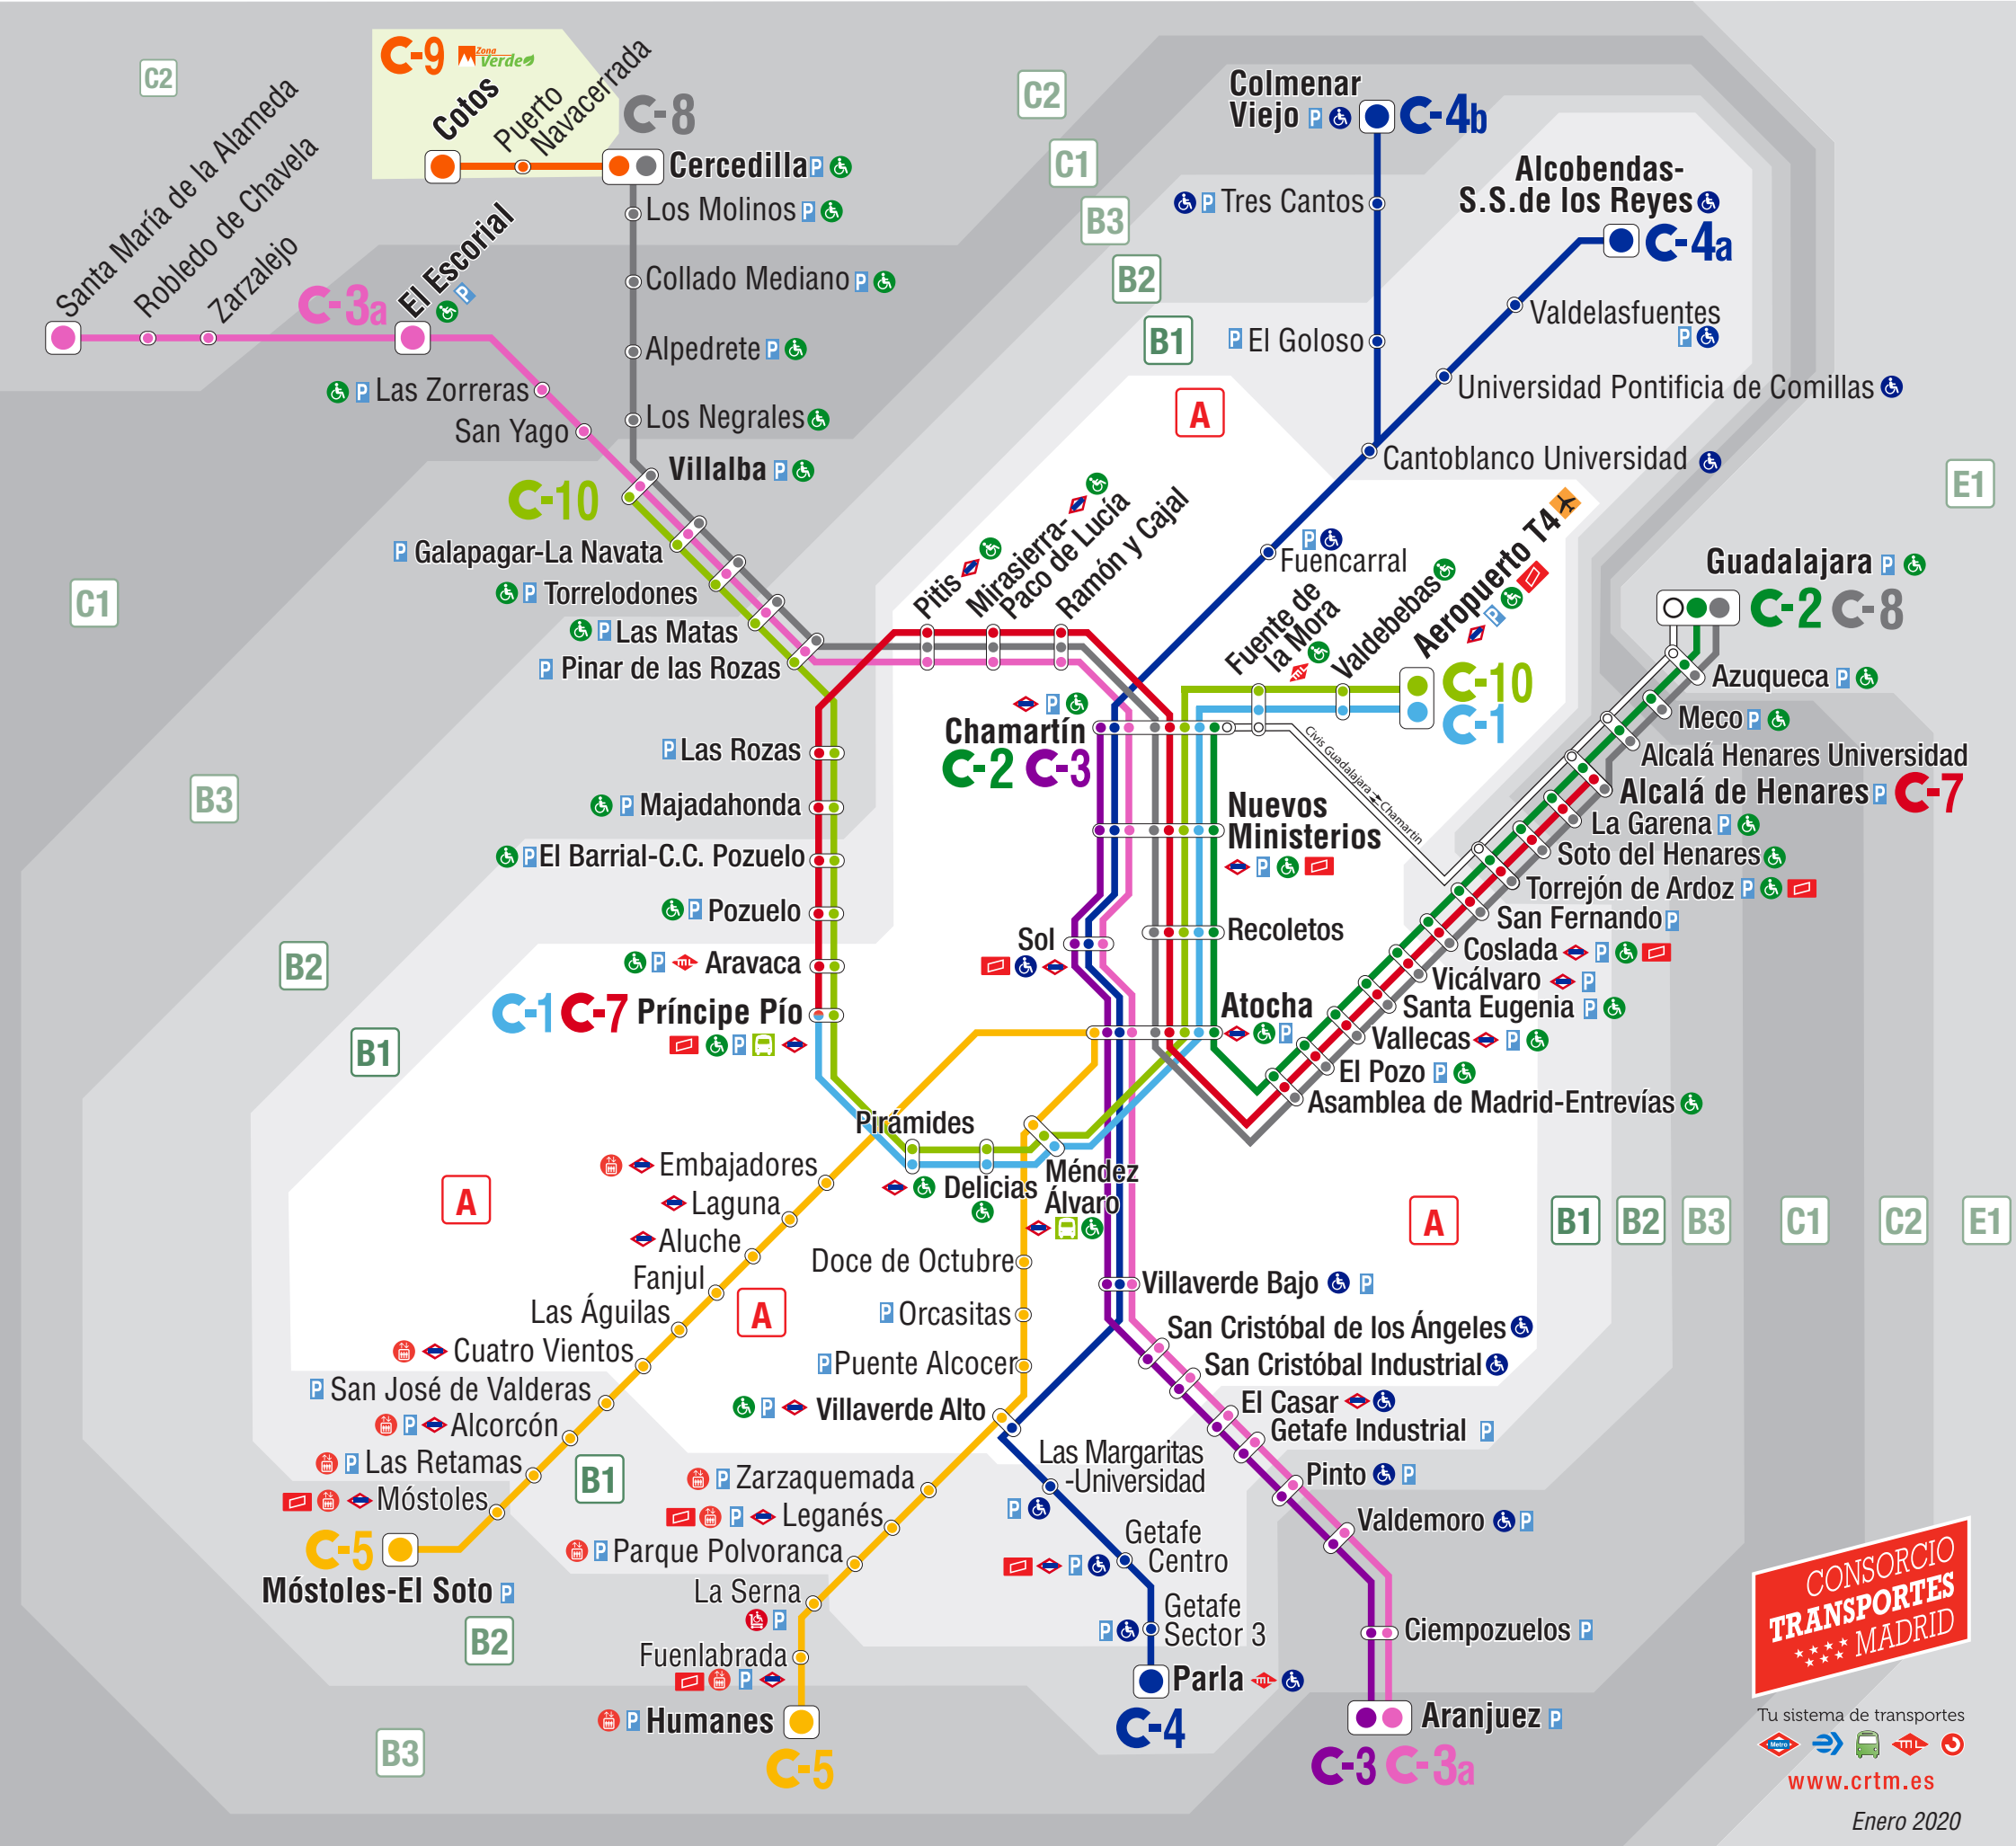 C2
C-9
Zona
Verde
Cotos
Puerto
Navacerrada
C-8
Cercedilla P
Los Molinos P
Collado Mediano P
Alpedrete P
Los Negrales
Villalba P
Santa María de la Alameda
Robledo de Chavela
Zarzalejo
C-3a
El Escorial P
P Las Zorreras
San Yago
C-10
P Galapagar-La Navata
P Torrelodones
P Las Matas
P Pinar de las Rozas
C2
C1
B3
B2
B1
A
Colmenar
Viejo P
C-4b
P Tres Cantos
P El Goloso
Alcobendas-
S.S.de los Reyes
C-4a
Valdelasfuentes
P
Universidad Pontificia de Comillas
Cantoblanco Universidad
P
Fuencarral
E1
Pitis
Mirasierra-
Paco de Lucía
Ramón y Cajal
Fuente de
la Mora
mL
Valdebebas
Aeropuerto T4
P
C-10
C-1
Guadalajara P
C-2 C-8
Azuqueca P
Meco P
Alcalá Henares Universidad
Alcalá de Henares P C-7
La Garena P
Soto del Henares
Torrejón de Ardoz P
San Fernando P
Coslada P
Vicálvaro P
Santa Eugenia P
Vallecas P
El Pozo P
Asamblea de Madrid-Entrevías
Civis Guadalajara Chamartín
P
Chamartín
C-2 C-3
Nuevos
Ministerios
P
Recoletos
Sol
Atocha
P
C1
B3
B2
B1
P Las Rozas
P Majadahonda
P El Barrial-C.C. Pozuelo
P Pozuelo
P mL Aravaca
C-1 C-7 Príncipe Pío
P
Pirámides
Delicias
Méndez
Álvaro
A
Embajadores
Laguna
Aluche
Fanjul
Las Águilas
Cuatro Vientos
P San José de Valderas
P Alcorcón
P Las Retamas
Móstoles
C-5
Móstoles-El Soto P
A
Doce de Octubre
P Orcasitas
P Puente Alcocer
P Villaverde Alto
B1
P Zarzaquemada
P Leganés
P Parque Polvoranca
La Serna
P
Fuenlabrada
P
P Humanes
C-5
B2
B3
Villaverde Bajo P
San Cristóbal de los Ángeles
San Cristóbal Industrial
El Casar
Getafe Industrial P
Pinto P
Valdemoro P
Ciempozuelos P
Aranjuez P
C-3 C-3a
Las Margaritas
-Universidad
P
Getafe
Centro
P
Getafe
P Sector 3
Parla mL
C-4
A
B1
B2
B3
C1
C2
E1
CONSORCIO
TRANSPORTES
MADRID
Tu sistema de transportes
Metro
mL
www.crtm.es
Enero 2020